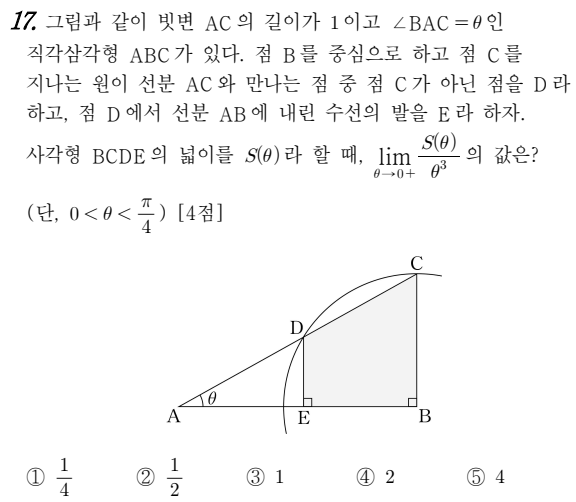 17. 그림과 같이 빗변 AC의 길이가 1이고 ∠BAC=θ인
직각삼각형 ABC가 있다. 점 B를 중심으로 하고 점 C를
지나는 원이 선분 AC와 만나는 점 중 점 C가 아닌 점을 D라
하고, 점 D에서 선분 AB에 내린 수선의 발을 E라 하자.
사각형 BCDE의 넓이를 S(θ)라 할 때, lim θ→0+ S(θ)/θ³ 의 값은?
(단, 0<θ<π/4) [4점]
C
D
θ
A E B
① 1/4 ② 1/2 ③ 1 ④ 2 ⑤ 4